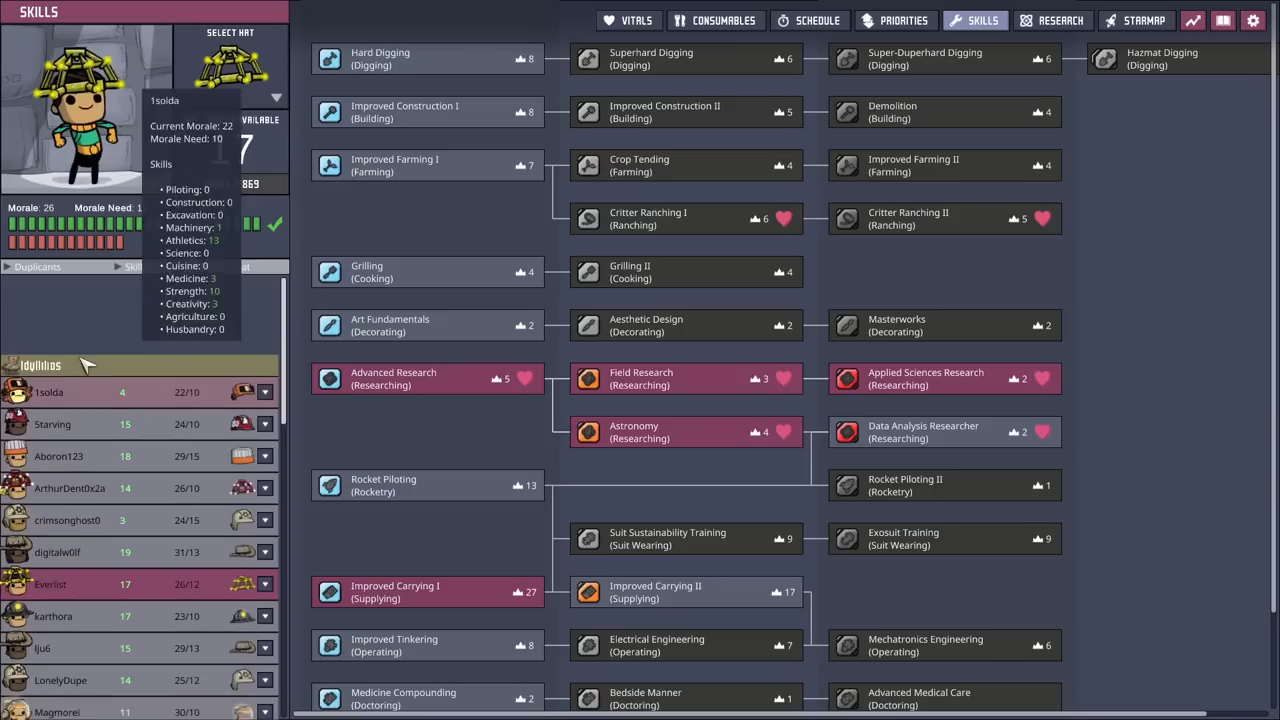 SKILLS
VITALS
CONSUMABLES
SCHEDULE
PRIORITIES
SKILLS
RESEARCH
STARMAP
SELECT HAT
1solda
Current Morale: 22
Morale Need: 10
Skills
• Piloting: 0
• Construction: 0
• Excavation: 0
• Machinery: 1
• Athletics: 13
• Science: 0
• Cuisine: 0
• Medicine: 3
• Strength: 10
• Creativity: 3
• Agriculture: 0
• Husbandry: 0
VAILABLE
7
869
Morale: 26
Morale Need: 1
Duplicants
Skil
at
Idyllilios
1solda 4 22/10
5tarving 15 24/10
Aboron123 18 29/15
ArthurDent0x2a 14 26/10
crimsonghost0 3 24/15
digitalw0lf 19 31/13
Everlist 17 26/12
karthora 17 23/10
lju6 15 29/13
LonelyDupe 14 25/12
Magmorei 11 30/10
Hard Digging
(Digging)
8
Superhard Digging
(Digging)
6
Super-Duperhard Digging
(Digging)
6
Hazmat Digging
(Digging)
Improved Construction I
(Building)
8
Improved Construction II
(Building)
5
Demolition
(Building)
4
Improved Farming I
(Farming)
7
Crop Tending
(Farming)
4
Improved Farming II
(Farming)
4
Critter Ranching I
(Ranching)
6
Critter Ranching II
(Ranching)
5
Grilling
(Cooking)
4
Grilling II
(Cooking)
4
Art Fundamentals
(Decorating)
2
Aesthetic Design
(Decorating)
2
Masterworks
(Decorating)
2
Advanced Research
(Researching)
5
Field Research
(Researching)
3
Applied Sciences Research
(Researching)
2
Astronomy
(Researching)
4
Data Analysis Researcher
(Researching)
2
Rocket Piloting
(Rocketry)
13
Rocket Piloting II
(Rocketry)
1
Suit Sustainability Training
(Suit Wearing)
9
Exosuit Training
(Suit Wearing)
9
Improved Carrying I
(Supplying)
27
Improved Carrying II
(Supplying)
17
Improved Tinkering
(Operating)
8
Electrical Engineering
(Operating)
7
Mechatronics Engineering
(Operating)
6
Medicine Compounding
(Doctoring)
2
Bedside Manner
(Doctoring)
1
Advanced Medical Care
(Doctoring)